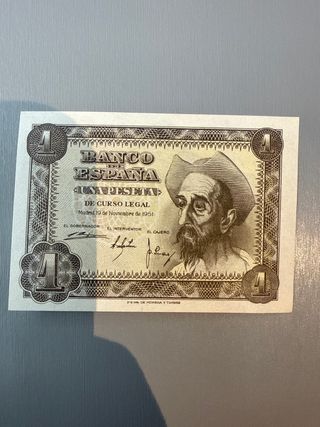 1 BANCO 1
DE
ESPAÑA
UNA PESETA
DE CURSO LEGAL
Madrid 19 de Noviembre de 1951
EL GOBERNADOR EL INTERVENTOR EL CAJERO
1 1